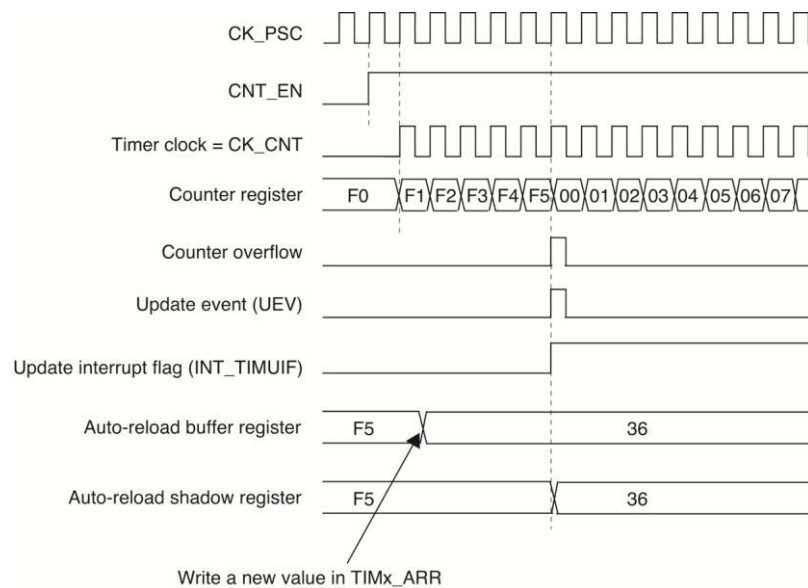 CK_PSC
CNT_EN
Timer clock = CK_CNT
Counter register F0 F1 F2 F3 F4 F5 00 01 02 03 04 05 06 07
Counter overflow
Update event (UEV)
Update interrupt flag (INT_TIMUIF)
Auto-reload buffer register F5 36
Auto-reload shadow register F5 36
Write a new value in TIMx_ARR